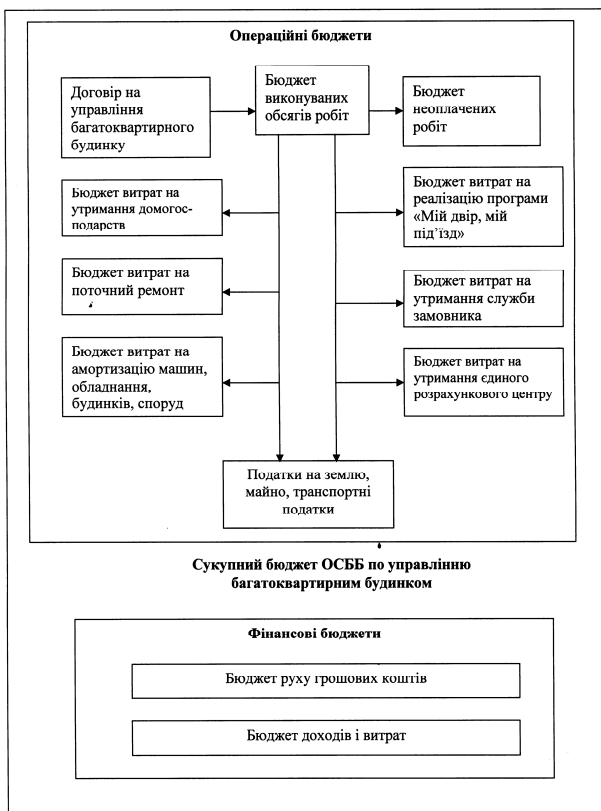 Операційні бюджети
Договір на
управління
багатоквартирного
будинку
Бюджет
виконуваних
обсягів робіт
Бюджет
неоплачених
робіт
Бюджет витрат на
утримання домогос-
подарств
Бюджет витрат на
реалізацію програми
«Мій двір, мій
під’їзд»
Бюджет витрат на
поточний ремонт
Бюджет витрат на
утримання служби
замовника
Бюджет витрат на
амортизацію машин,
обладнання,
будинків, споруд
Бюджет витрат на
утримання єдиного
розрахункового центру
Податки на землю,
майно, транспортні
податки
Сукупний бюджет ОСББ по управлінню
багатоквартирним будинком
Фінансові бюджети
Бюджет руху грошових коштів
Бюджет доходів і витрат